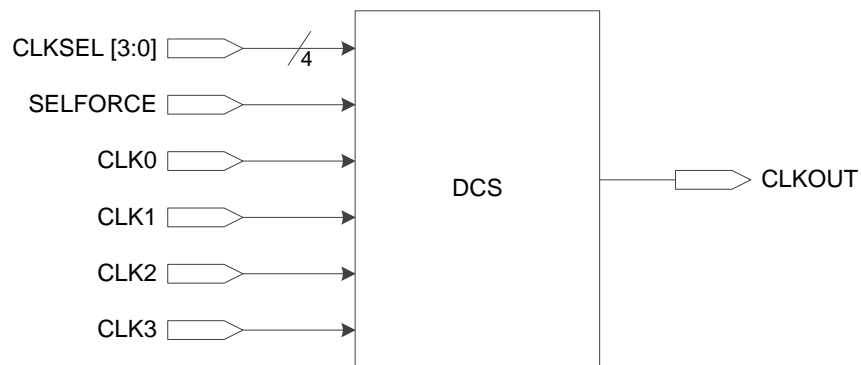 CLKSEL [3:0]
4
SELFORCE
CLK0
CLK1
CLK2
CLK3
DCS
CLKOUT